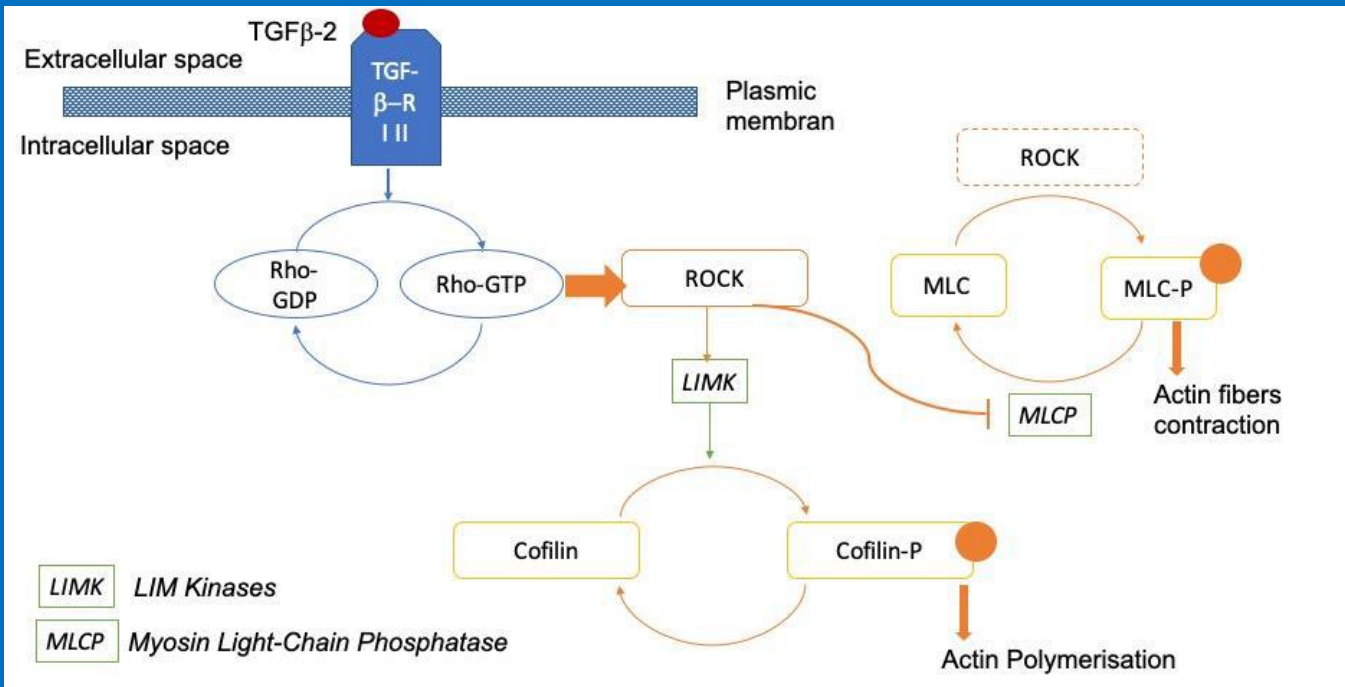 TGFβ-2
Extracellular space
TGF-
β–R
I II
Plasmic
membran
Intracellular space
ROCK
Rho-
GDP
Rho-GTP
ROCK
MLC
MLC-P
LIMK
MLCP
Actin fibers
contraction
Cofilin
Cofilin-P
LIMK LIM Kinases
MLCP Myosin Light-Chain Phosphatase
Actin Polymerisation